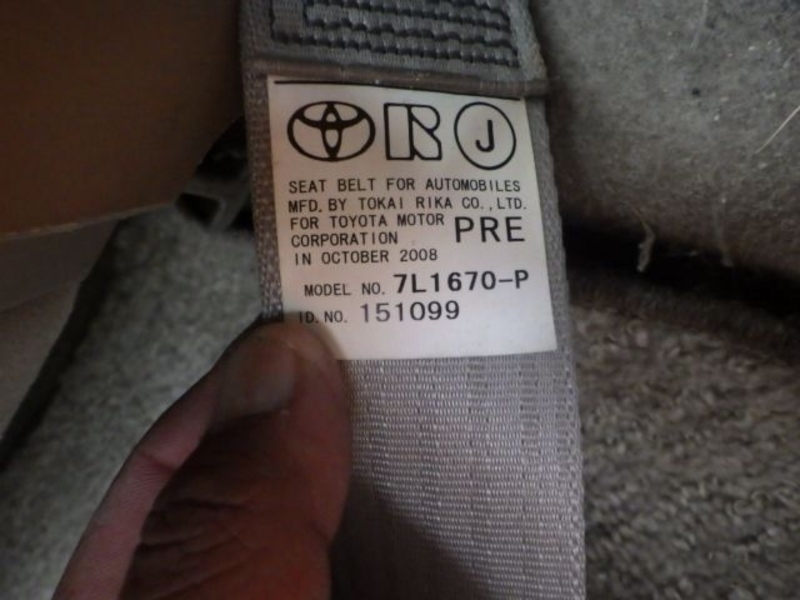 R J
SEAT BELT FOR AUTOMOBILES
MFD. BY TOKAI RIKA CO., LTD.
FOR TOYOTA MOTOR
CORPORATION PRE
IN OCTOBER 2008
MODEL NO. 7L1670-P
ID. NO. 151099